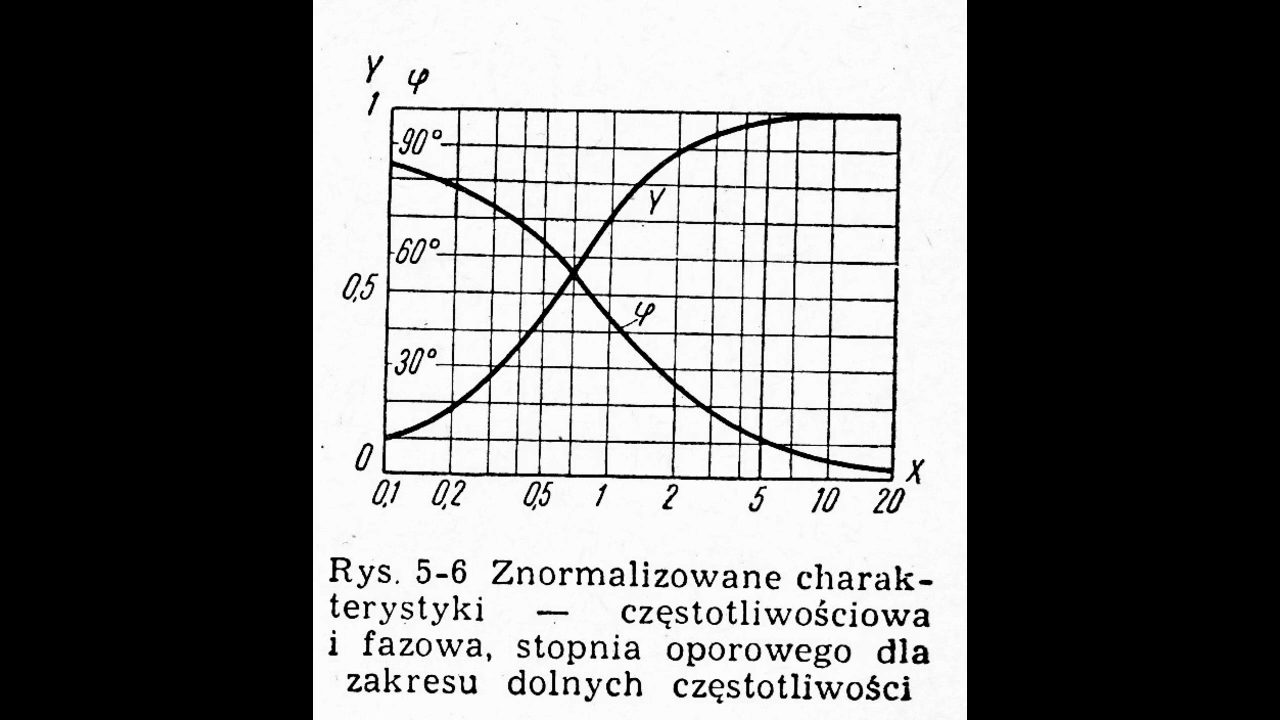 Y φ
1
90°
Y
60°
0,5
φ
30°
0
X
0,1 0,2 0,5 1 2 5 10 20
Rys. 5-6 Znormalizowane charak-
terystyki — częstotliwościowa
i fazowa, stopnia oporowego dla
zakresu dolnych częstotliwości